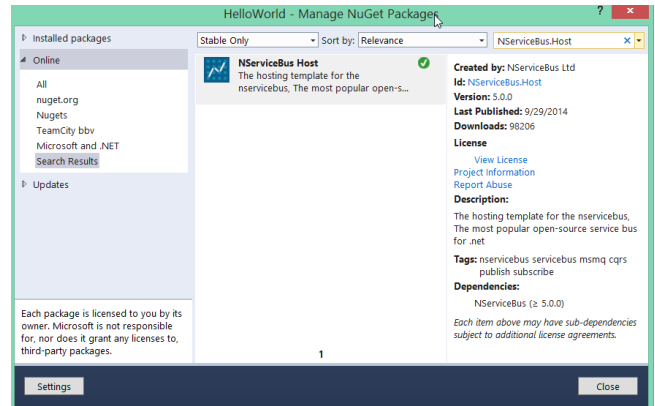 HelloWorld - Manage NuGet Packages
?
×
Installed packages
Online
All
nuget.org
Nugets
TeamCity bbv
Microsoft and .NET
Search Results
Updates
Each package is licensed to you by its
owner. Microsoft is not responsible
for, nor does it grant any licenses to,
third-party packages.
Stable Only
Sort by: Relevance
NServiceBus Host
The hosting template for the
nservicebus, The most popular open-s...
1
NServiceBus.Host
Created by: NServiceBus Ltd
Id: NServiceBus.Host
Version: 5.0.0
Last Published: 9/29/2014
Downloads: 98206
License
View License
Project Information
Report Abuse
Description:
The hosting template for the nservicebus,
The most popular open-source service bus
for .net
Tags: nservicebus servicebus msmq cqrs
publish subscribe
Dependencies:
NServiceBus (≥ 5.0.0)
Each item above may have sub-dependencies
subject to additional license agreements.
Settings
Close